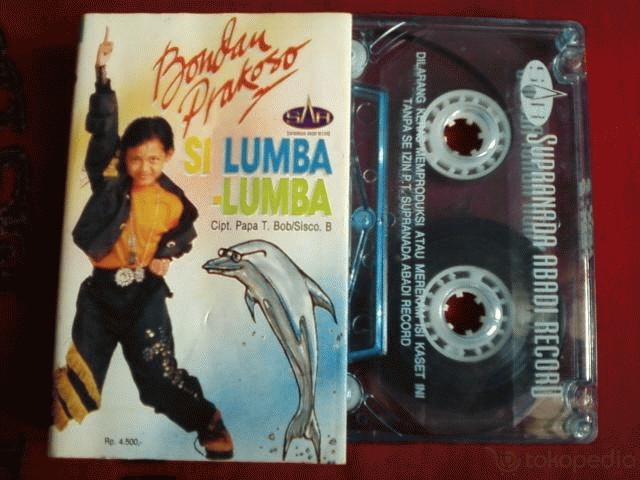 Bondan
Prakoso
SAH
SI LUMBA
-LUMBA
Cipt. Papa T. Bob/Sisco. B
Rp. 4.500,-
DILARANG KERAS MEMPRODUKSI ATAU MEREKAM ISI KASET INI
TANPA SE IZIN P.T. SUPRANADA ABADI RECORD
SAH
SUPRANADA ABADI RECORD
tokopedia